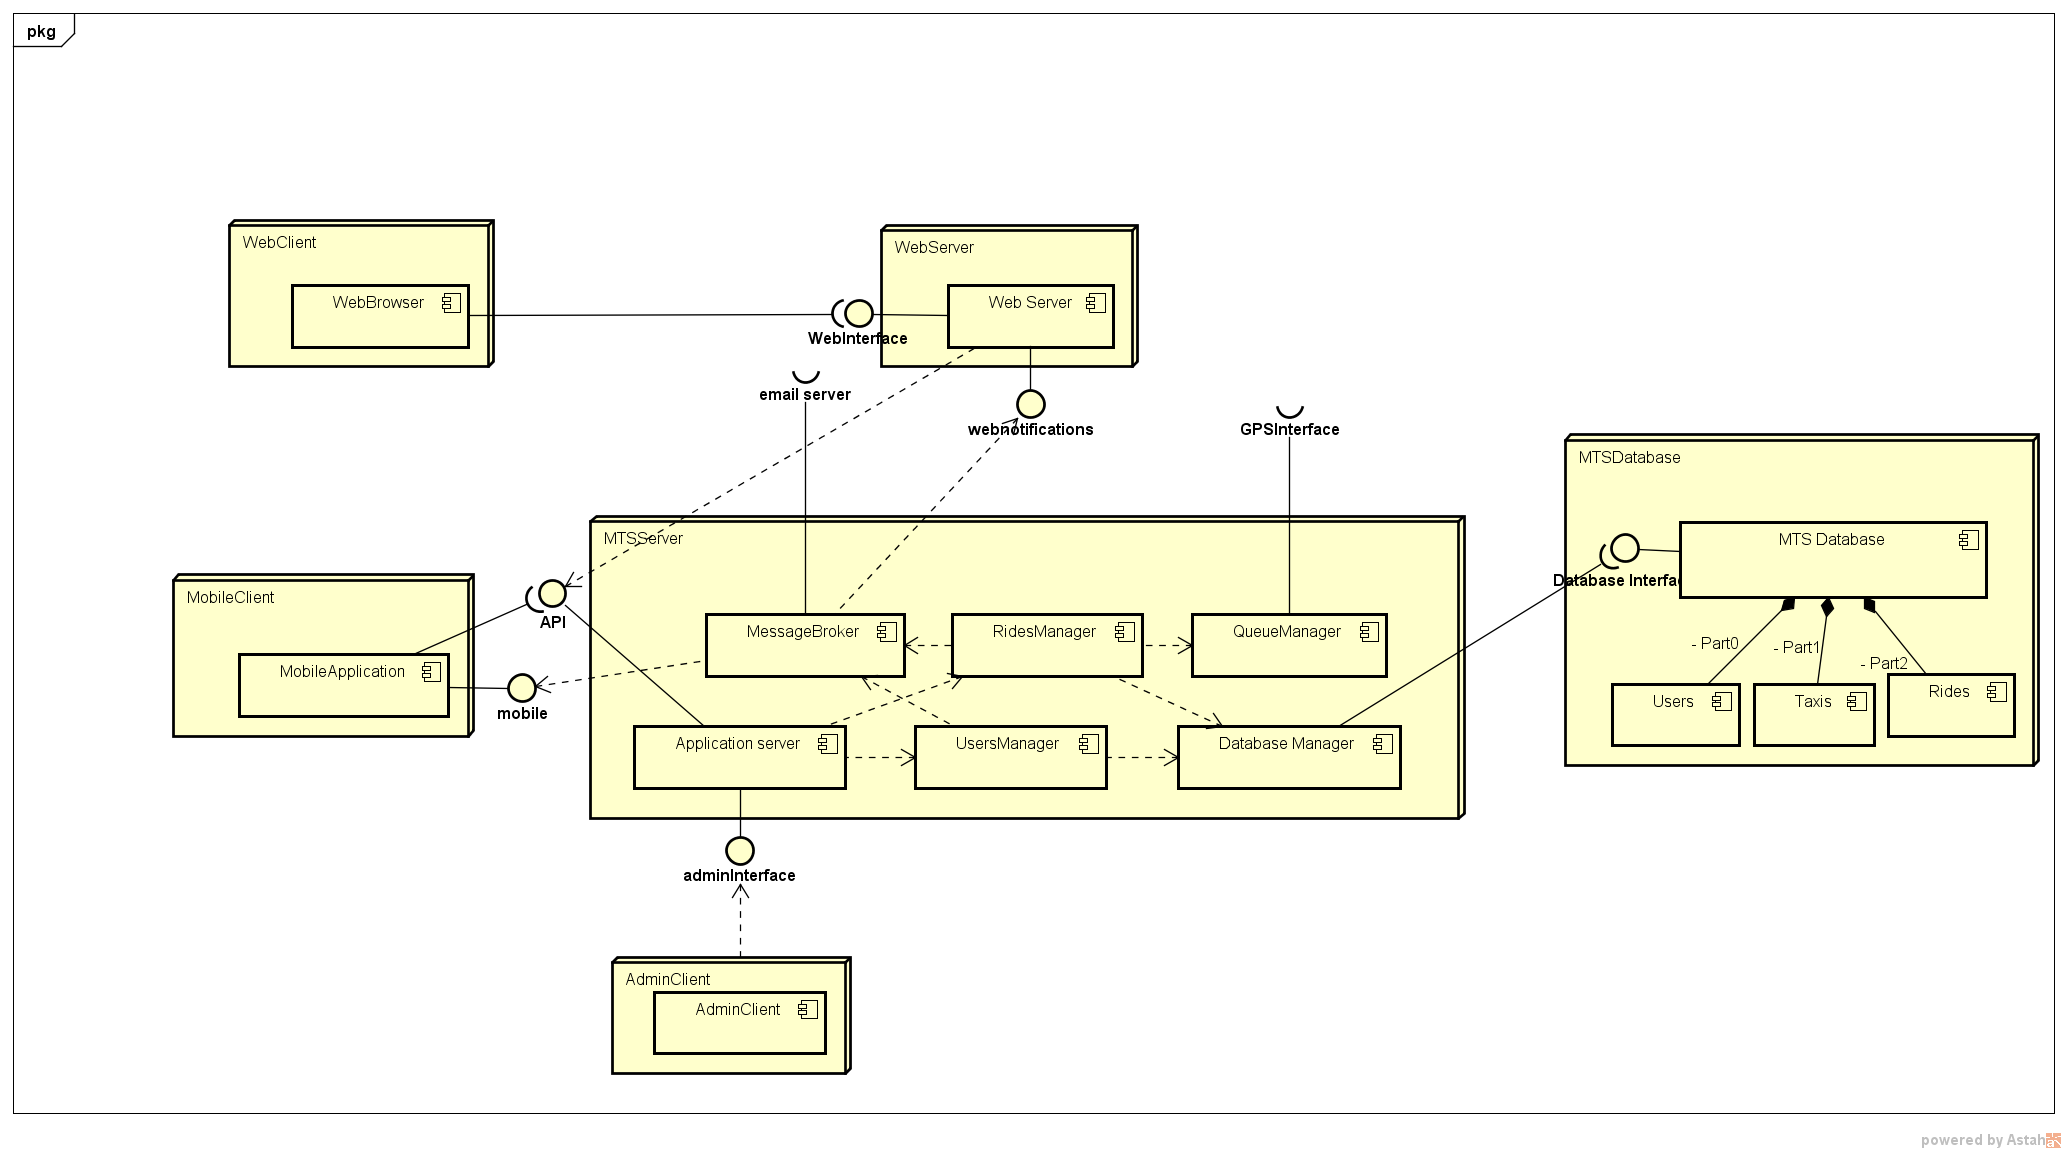 pkg
WebClient
WebBrowser
WebServer
Web Server
WebInterface
email server
webnotifications
GPSInterface
MTSDatabase
MTS Database
Database Interfac
- Part0
- Part1
- Part2
Users
Taxis
Rides
MTSServer
MobileClient
MobileApplication
API
mobile
MessageBroker
RidesManager
QueueManager
Application server
UsersManager
Database Manager
adminInterface
AdminClient
AdminClient
powered by Astah